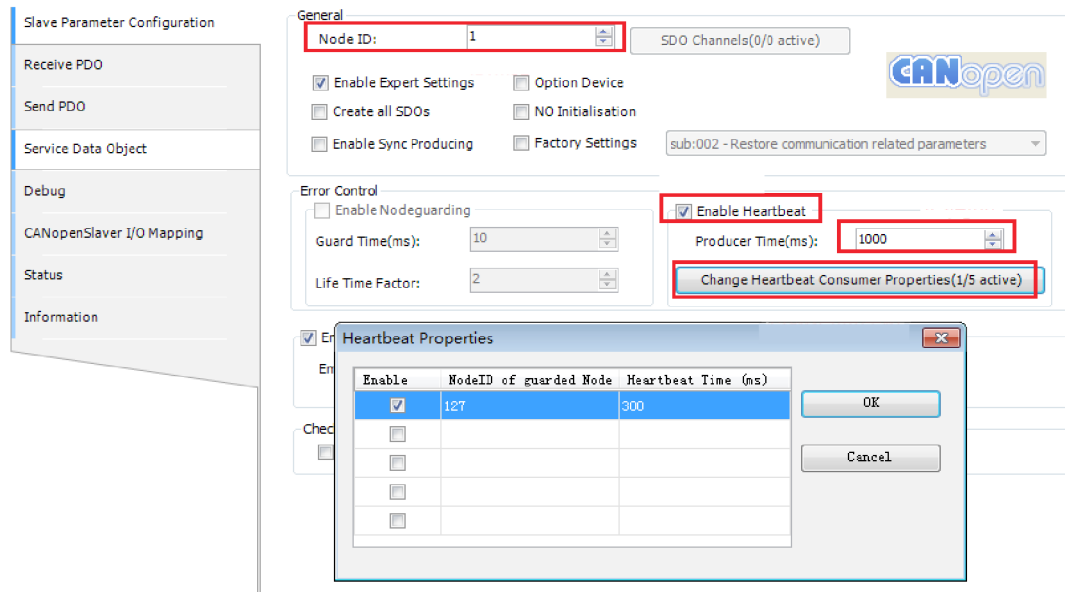 Slave Parameter Configuration
Receive PDO
Send PDO
Service Data Object
Debug
CANopenSlaver I/O Mapping
Status
Information
General
Node ID: 1 SDO Channels(0/0 active)
CANopen
Enable Expert Settings Option Device
Create all SDOs NO Initialisation
Enable Sync Producing Factory Settings sub:002 - Restore communication related parameters
Error Control
Enable Nodeguarding Enable Heartbeat
Guard Time(ms): 10 Producer Time(ms): 1000
Life Time Factor: 2 Change Heartbeat Consumer Properties(1/5 active)
Heartbeat Properties
Enable NodeID of guarded Node Heartbeat Time (ms)
127 300
OK
Cancel